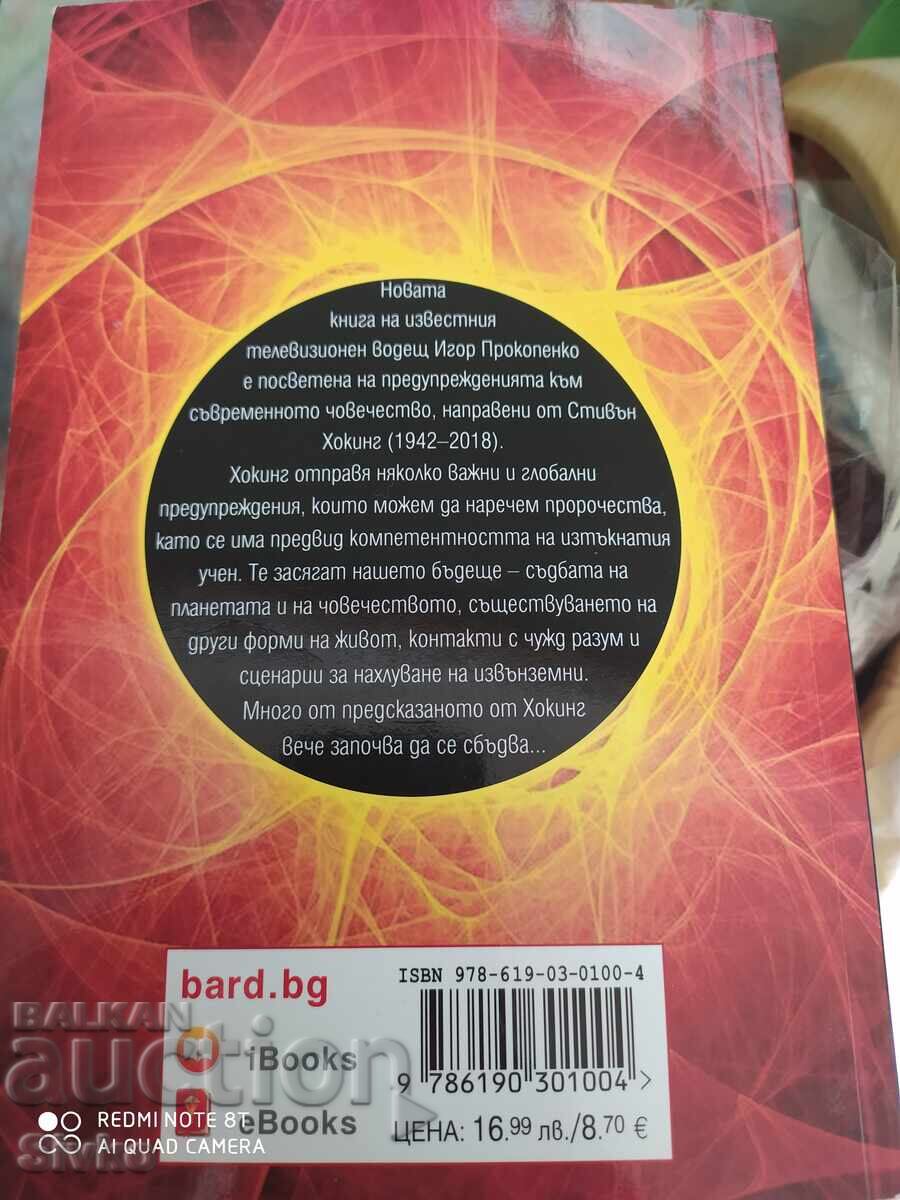 Новата
книга на известния
телевизионен водещ Игор Прокопенко
е посветена на предупрежденията към
съвременното човечество, направени от Стивън
Хокинг (1942–2018).
Хокинг отправя няколко важни и глобални
предупреждения, които можем да наречем пророчества,
като се има предвид компетентността на изтъкнатия
учен. Те засягат нашето бъдеще – съдбата на
планетата и на човечеството, съществуването на
други форми на живот, контакти с чужд разум и
сценарии за нахлуване на извънземни.
Много от предсказаното от Хокинг
вече започва да се сбъдва...
bard.bg
iBooks
eBooks
ISBN 978-619-03-0100-4
9 786190 301004 >
ЦЕНА: 16.99 лв./8.70 €
BALKAN
auction
REDMI NOTE 8T
AI QUAD CAMERA
Sivko